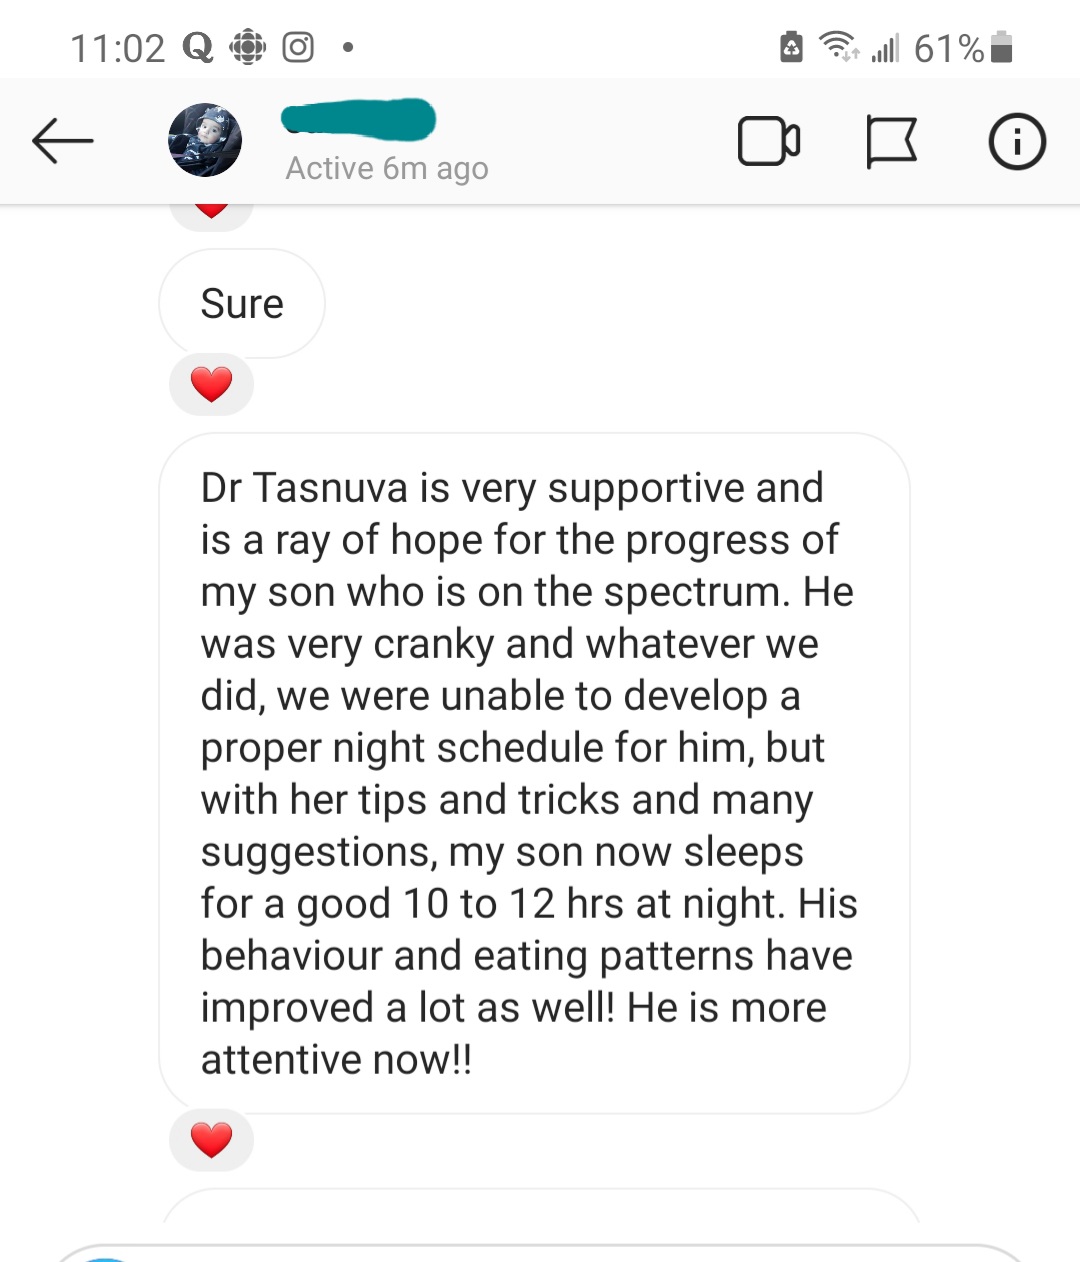 11:02 61%
Active 6m ago
Sure
Dr Tasnuva is very supportive and
is a ray of hope for the progress of
my son who is on the spectrum. He
was very cranky and whatever we
did, we were unable to develop a
proper night schedule for him, but
with her tips and tricks and many
suggestions, my son now sleeps
for a good 10 to 12 hrs at night. His
behaviour and eating patterns have
improved a lot as well! He is more
attentive now!!